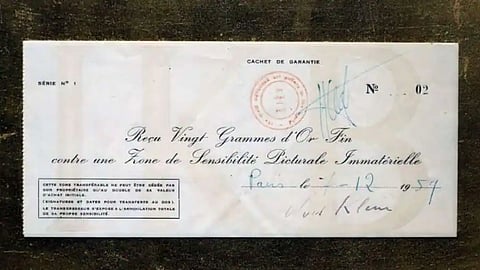 CACHET DE GARANTIE
SÉRIE Nº 1
Nº 02
Reçu Vingt Grammes d'Or Fin
contre une Zone de Sensibilité Picturale Immatérielle
Paris le 7-12 1959
Yves Klein
CETTE ZONE TRANSFÉRABLE NE PEUT ÊTRE CÉDÉE PAR
SON PROPRIÉTAIRE QU'AU DOUBLE DE SA VALEUR
D'ACHAT INITIALE.
(SIGNATURES ET DATES POUR TRANSFERTS AU DOS).
LE TRANSGRESSEUR S'EXPOSE A L'ANNIHILATION TOTALE
DE SA PROPRE SENSIBILITÉ.